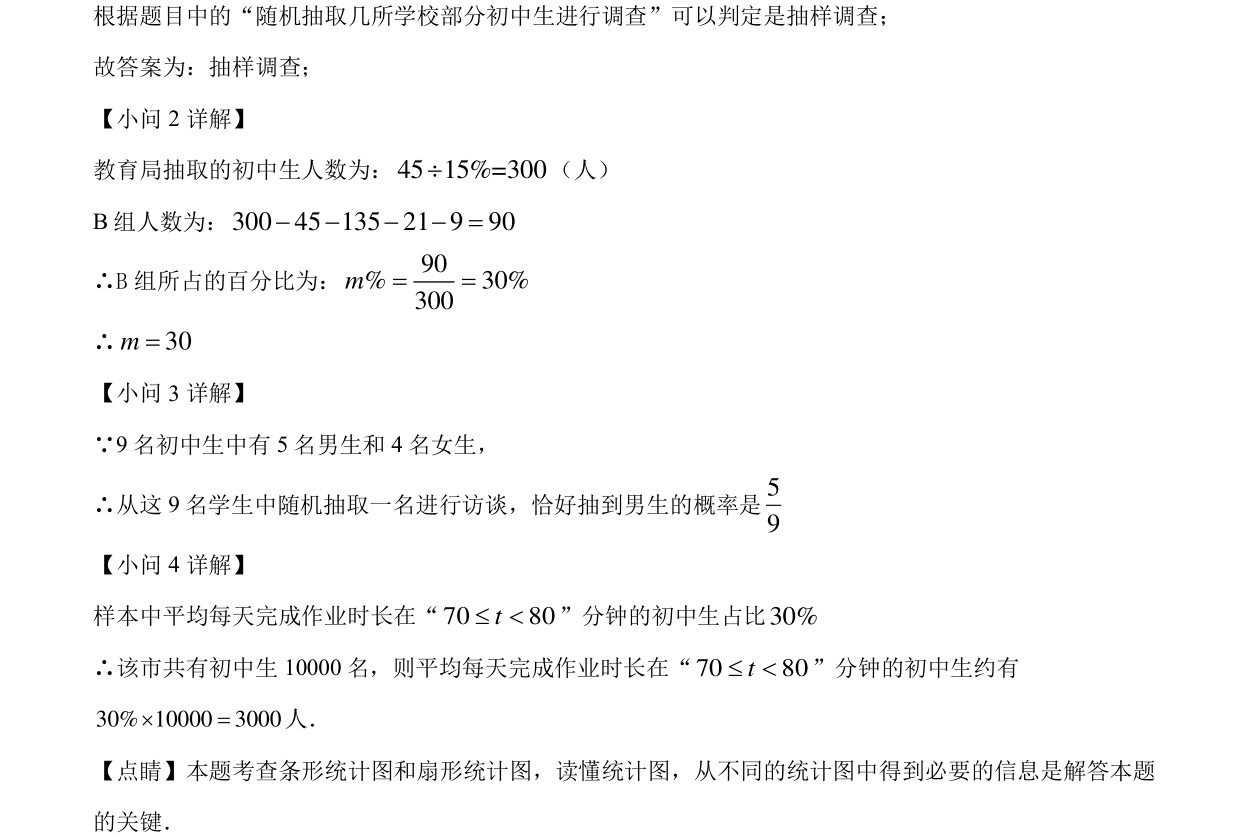 根据题目中的“随机抽取几所学校部分初中生进行调查”可以判定是抽样调查；
故答案为：抽样调查；
【小问 2 详解】
教育局抽取的初中生人数为：45÷15%=300（人）
B 组人数为：300−45−135−21−9=90
∴B 组所占的百分比为：m%=90/300=30%
∴m=30
【小问 3 详解】
∵9 名初中生中有 5 名男生和 4 名女生，
∴从这 9 名学生中随机抽取一名进行访谈，恰好抽到男生的概率是5/9
【小问 4 详解】
样本中平均每天完成作业时长在“70≤t<80”分钟的初中生占比30%
∴该市共有初中生 10000 名，则平均每天完成作业时长在“70≤t<80”分钟的初中生约有
30%×10000=3000人．
【点睛】本题考查条形统计图和扇形统计图，读懂统计图，从不同的统计图中得到必要的信息是解答本题
的关键．